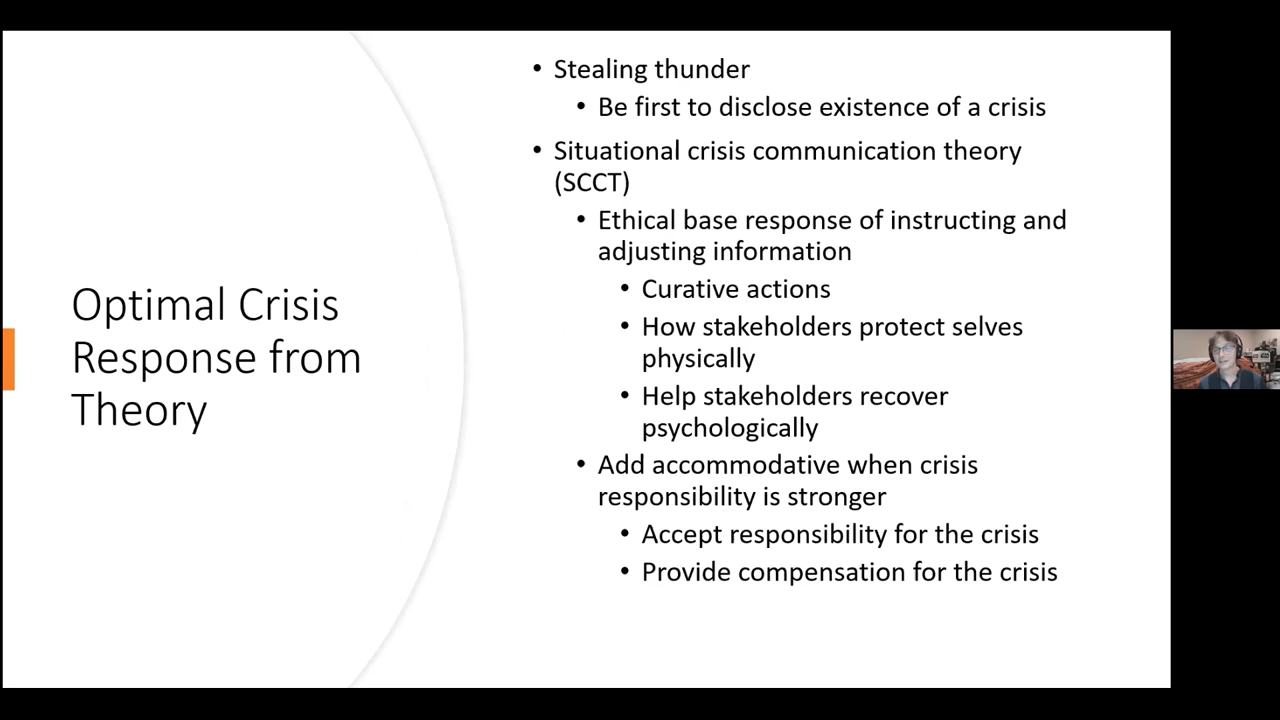 Optimal Crisis
Response from
Theory
• Stealing thunder
• Be first to disclose existence of a crisis
• Situational crisis communication theory
(SCCT)
• Ethical base response of instructing and
adjusting information
• Curative actions
• How stakeholders protect selves
physically
• Help stakeholders recover
psychologically
• Add accommodative when crisis
responsibility is stronger
• Accept responsibility for the crisis
• Provide compensation for the crisis